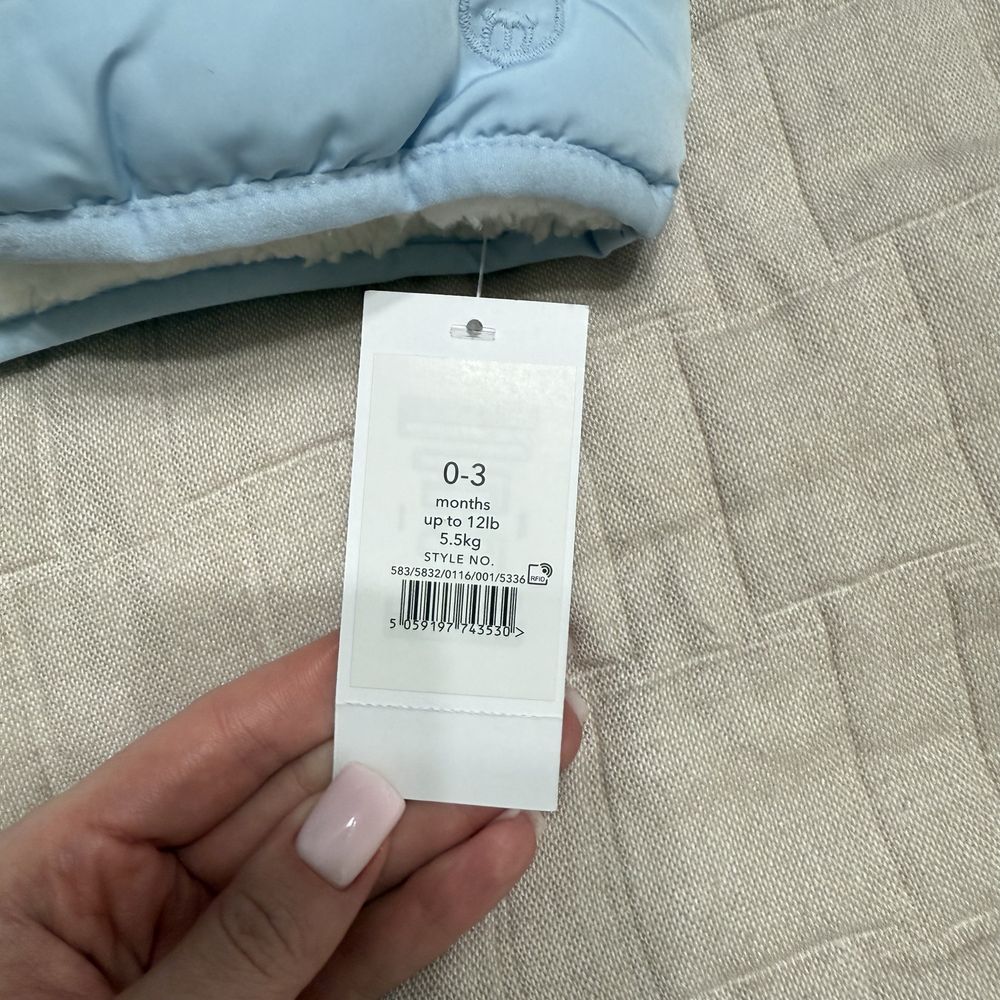 0-3
months
up to 12lb
5.5kg
STYLE NO.
583/5832/0116/001/5336
RFID
5 059197 743530 >